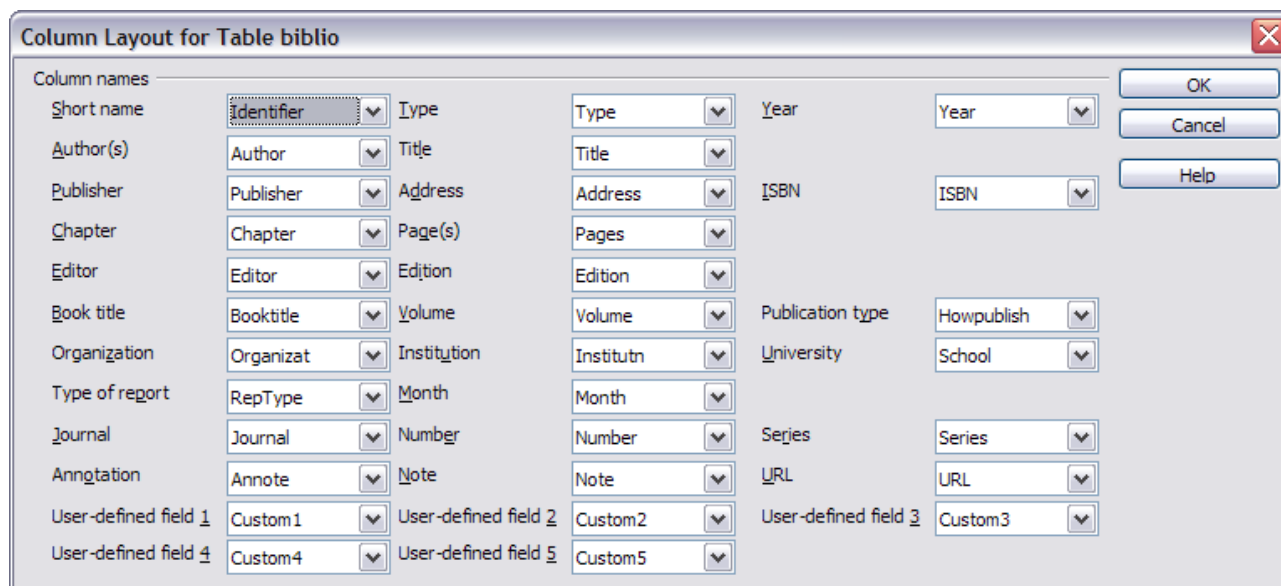 Column Layout for Table biblio
Column names
OK
Short name Identifier Type Type Year Year
Cancel
Author(s) Author Title Title
Help
Publisher Publisher Address Address ISBN ISBN
Chapter Chapter Page(s) Pages
Editor Editor Edition Edition
Book title Booktitle Volume Volume Publication type Howpublish
Organization Organizat Institution Institutn University School
Type of report RepType Month Month
Journal Journal Number Number Series Series
Annotation Annote Note Note URL URL
User-defined field 1 Custom1 User-defined field 2 Custom2 User-defined field 3 Custom3
User-defined field 4 Custom4 User-defined field 5 Custom5